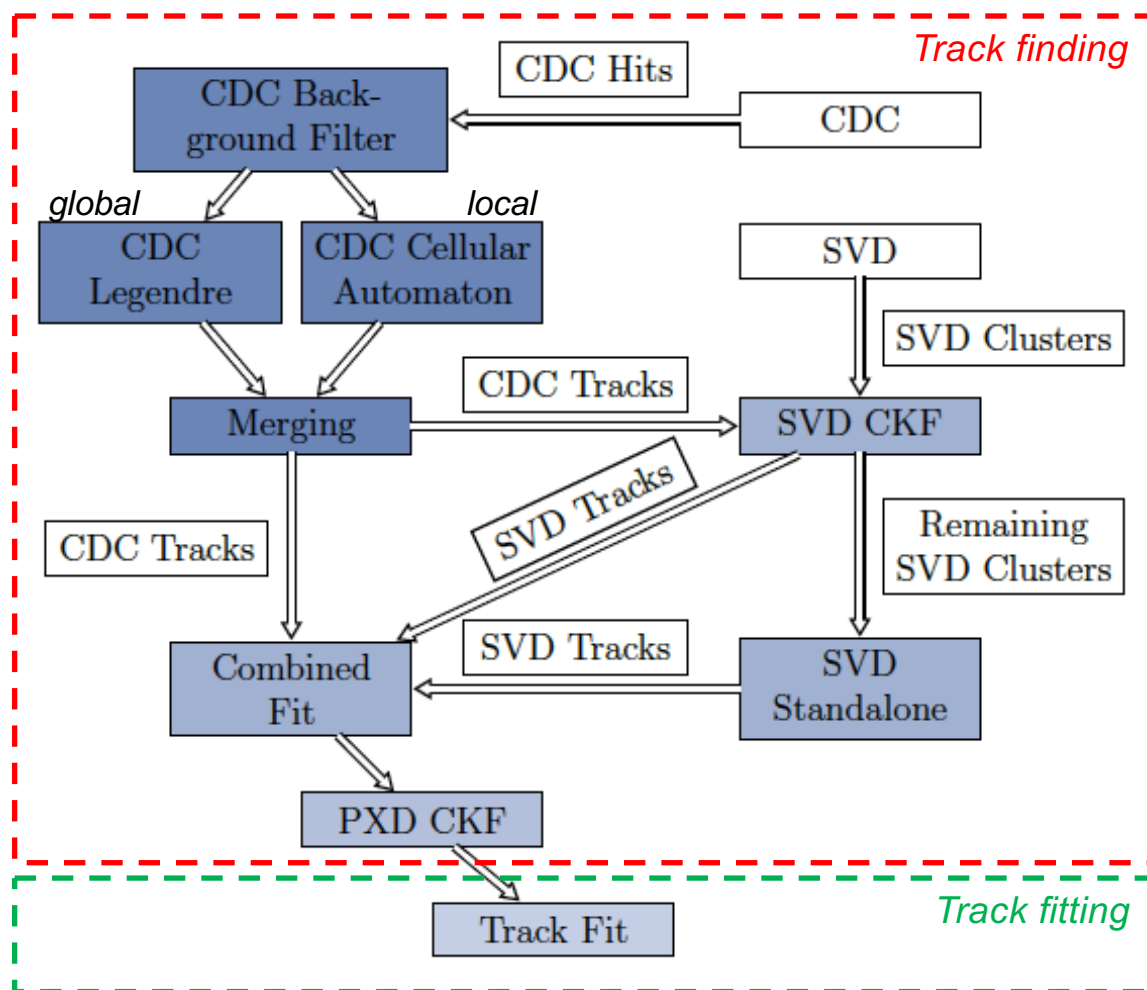 Track finding
CDC Hits
CDC Back-
ground Filter
CDC
global
local
CDC
Legendre
CDC Cellular
Automaton
SVD
SVD Clusters
CDC Tracks
Merging
SVD CKF
SVD Tracks
CDC Tracks
Remaining
SVD Clusters
Combined
Fit
SVD Tracks
SVD
Standalone
PXD CKF
Track fitting
Track Fit